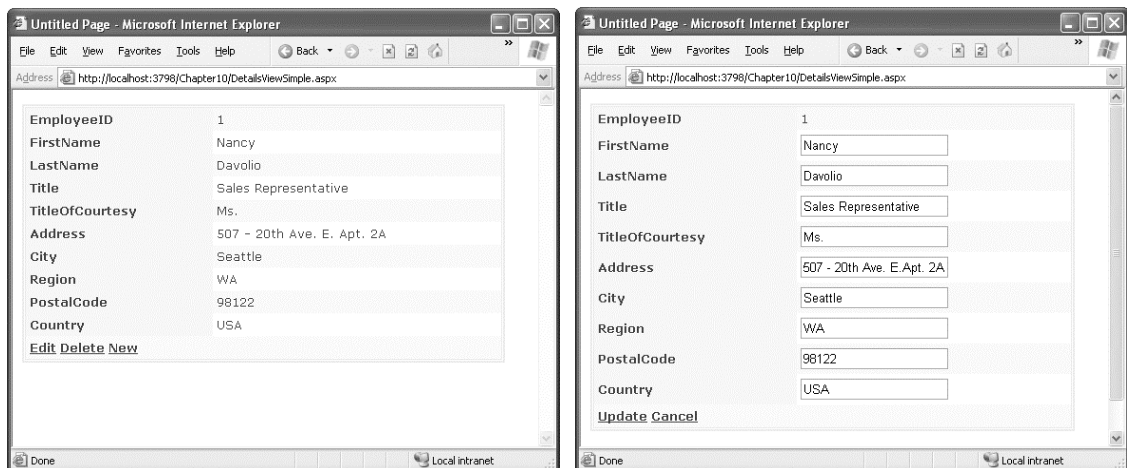 Untitled Page - Microsoft Internet Explorer
File Edit View Favorites Tools Help Back »
Address http://localhost:3798/Chapter10/DetailsViewSimple.aspx
EmployeeID 1
FirstName Nancy
LastName Davolio
Title Sales Representative
TitleOfCourtesy Ms.
Address 507 - 20th Ave. E. Apt. 2A
City Seattle
Region WA
PostalCode 98122
Country USA
Edit Delete New
Done Local intranet
Untitled Page - Microsoft Internet Explorer
File Edit View Favorites Tools Help Back »
Address http://localhost:3798/Chapter10/DetailsViewSimple.aspx
EmployeeID 1
FirstName Nancy
LastName Davolio
Title Sales Representative
TitleOfCourtesy Ms.
Address 507 - 20th Ave. E.Apt. 2A
City Seattle
Region WA
PostalCode 98122
Country USA
Update Cancel
Done Local intranet